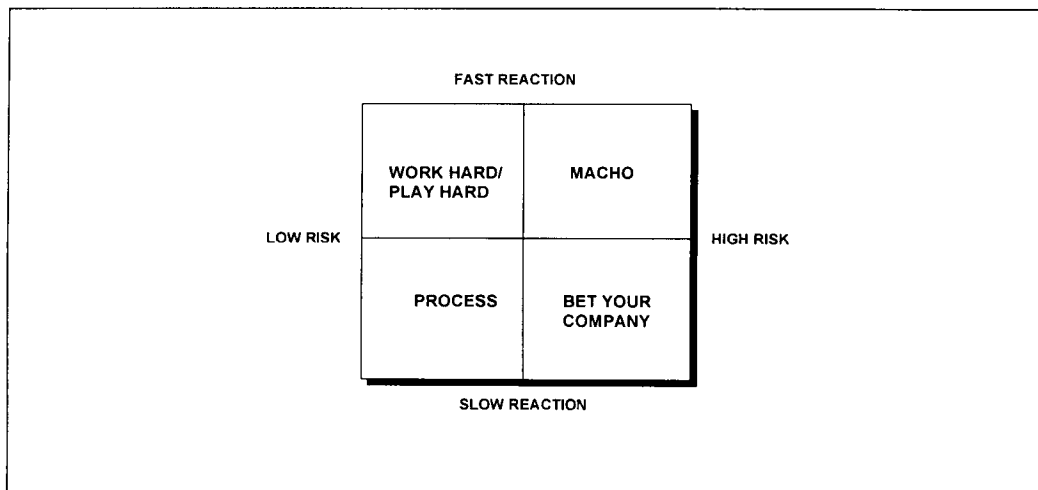 FAST REACTION
WORK HARD/
PLAY HARD
MACHO
LOW RISK
HIGH RISK
PROCESS
BET YOUR
COMPANY
SLOW REACTION